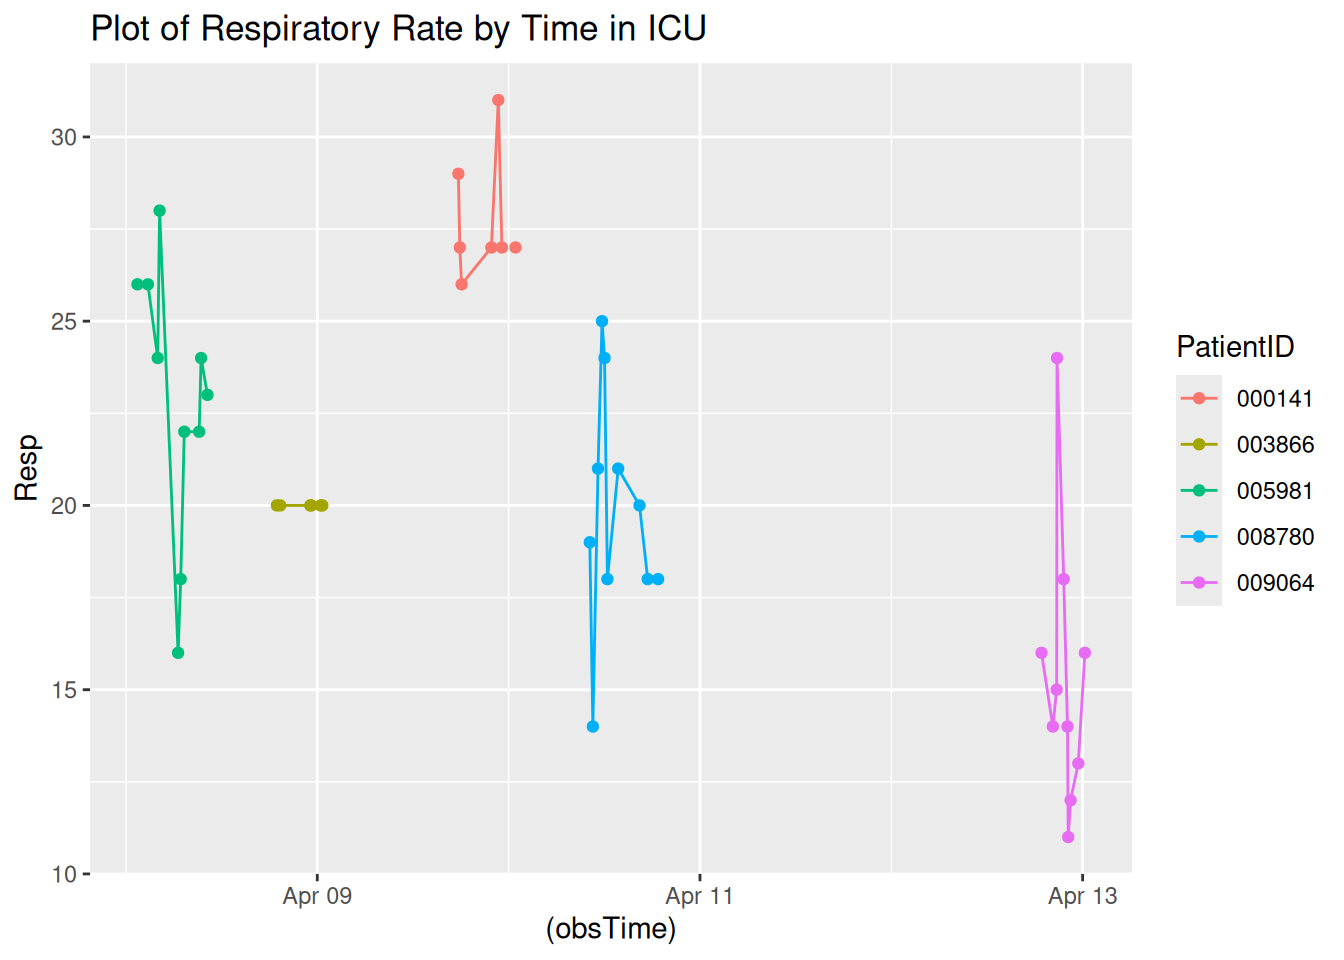 Plot of Respiratory Rate by Time in ICU
30
25
20
15
10
Resp
Apr 09
Apr 11
Apr 13
(obsTime)
PatientID
000141
003866
005981
008780
009064